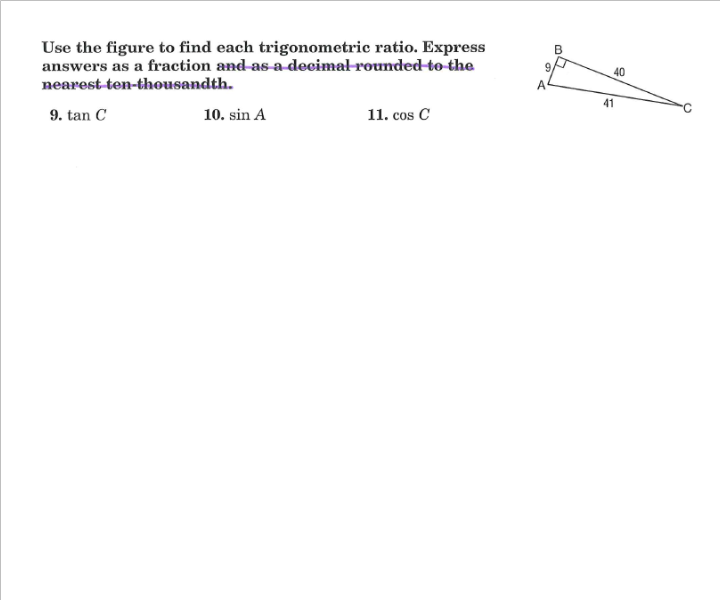 Use the figure to find each trigonometric ratio. Express
answers as a fraction and as a decimal rounded to the
nearest ten-thousandth.
9. tan C
10. sin A
11. cos C
B
9
40
A
41
C